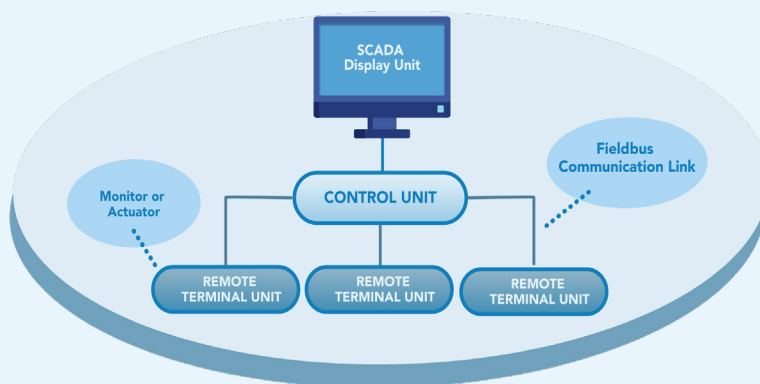 SCADA
Display Unit
Fieldbus
Communication Link
Monitor or
Actuator
CONTROL UNIT
REMOTE
TERMINAL UNIT
REMOTE
TERMINAL UNIT
REMOTE
TERMINAL UNIT